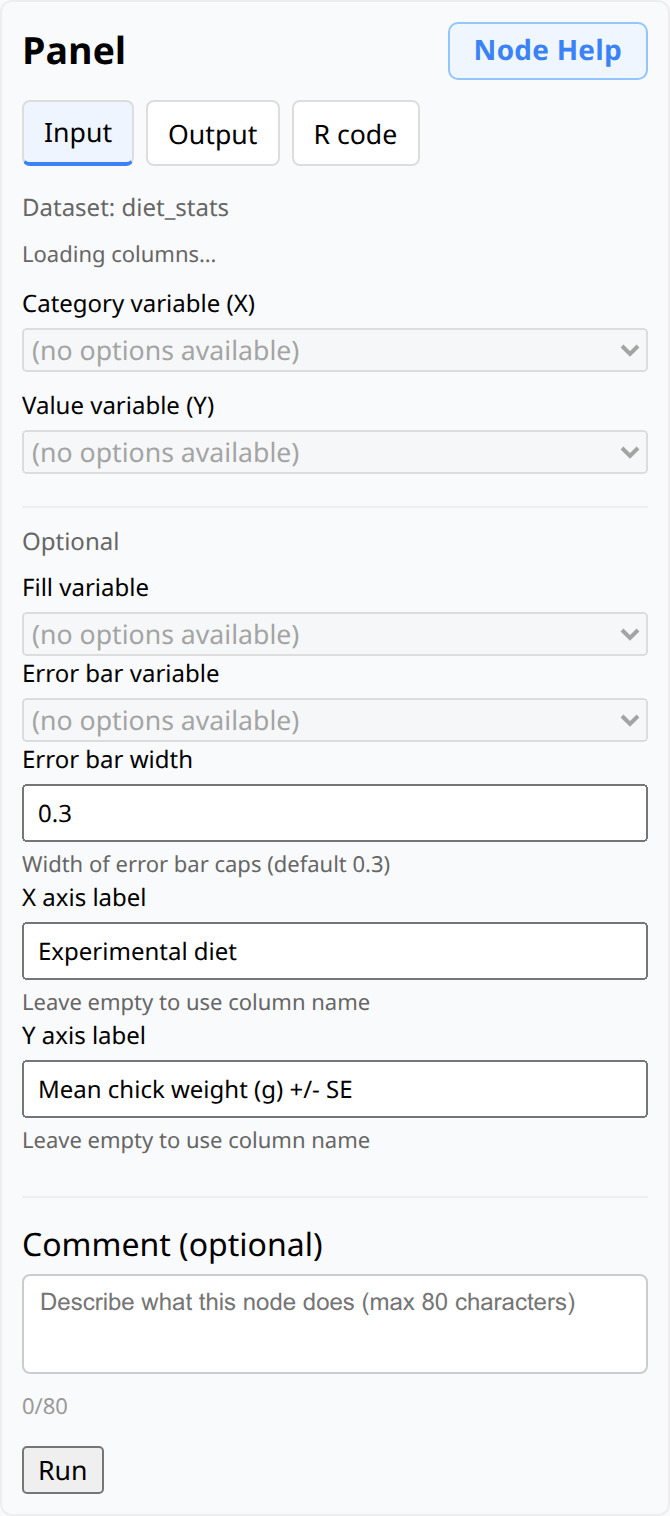 Panel
Node Help
Input
Output
R code
Dataset: diet_stats
Loading columns...
Category variable (X)
(no options available)
Value variable (Y)
(no options available)
Optional
Fill variable
(no options available)
Error bar variable
(no options available)
Error bar width
0.3
Width of error bar caps (default 0.3)
X axis label
Experimental diet
Leave empty to use column name
Y axis label
Mean chick weight (g) +/- SE
Leave empty to use column name
Comment (optional)
Describe what this node does (max 80 characters)
0/80
Run